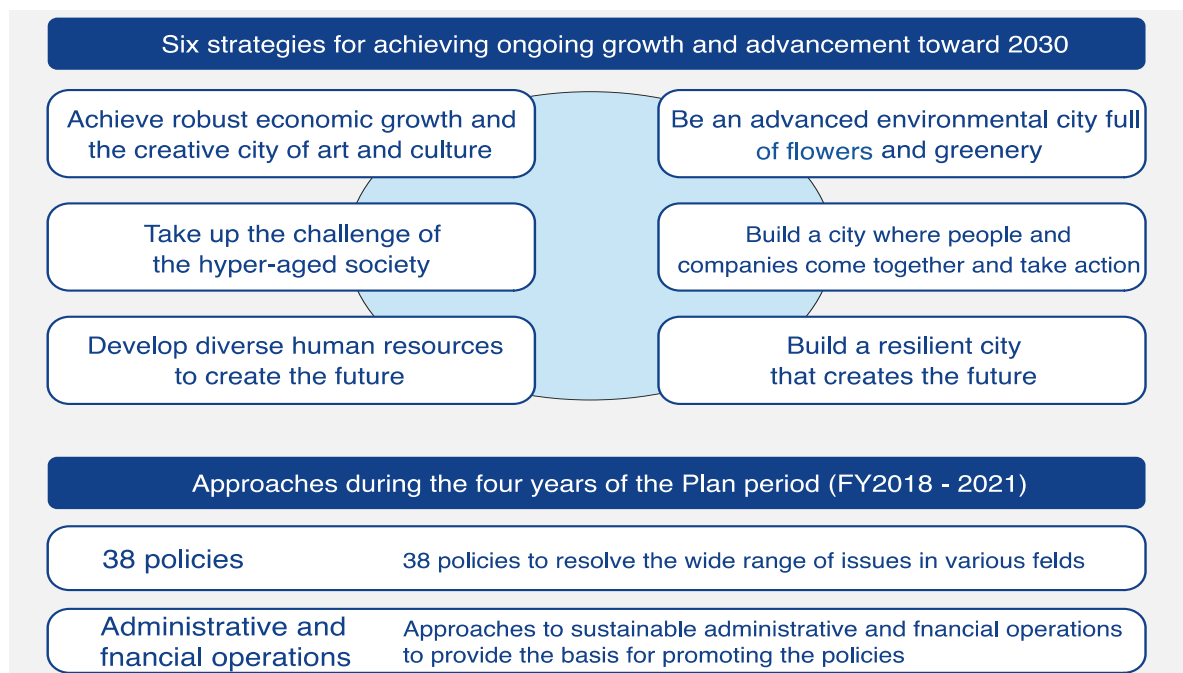 Six strategies for achieving ongoing growth and advancement toward 2030
Achieve robust economic growth and
the creative city of art and culture
Be an advanced environmental city full
of flowers and greenery
Take up the challenge of
the hyper-aged society
Build a city where people and
companies come together and take action
Develop diverse human resources
to create the future
Build a resilient city
that creates the future
Approaches during the four years of the Plan period (FY2018 - 2021)
38 policies
38 policies to resolve the wide range of issues in various felds
Administrative and
fnancial operations
Approaches to sustainable administrative and fnancial operations
to provide the basis for promoting the policies